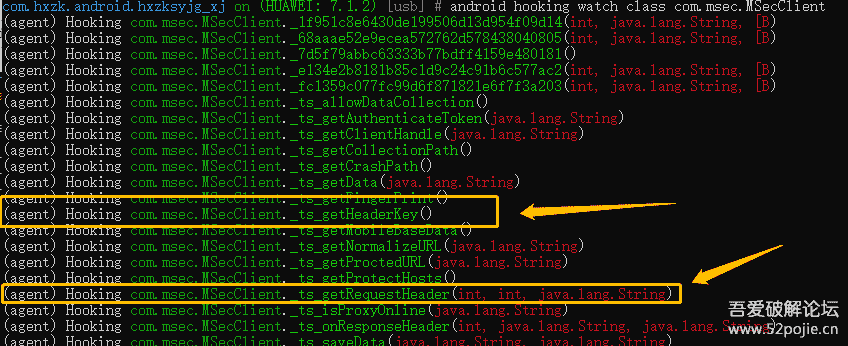 com.hxzk.android.hxzksyjg_xj on (HUAWEI: 7.1.2) [usb] # android hooking watch class com.msec.MSecClient
(agent) Hooking com.msec.MSecClient._1f951c8e6430de199506d13d954f09d14(int, java.lang.String, [B)
(agent) Hooking com.msec.MSecClient._68aaae52e9ecea572762d578438040805(int, java.lang.String, [B)
(agent) Hooking com.msec.MSecClient._7d5f79abbc63333b77bdff4159e480181()
(agent) Hooking com.msec.MSecClient._e134e2b8181b85c1d9c24c91b6c577ac2(int, java.lang.String, [B)
(agent) Hooking com.msec.MSecClient._fc1359c077fc99d6f871821e6f7f3a203(int, java.lang.String, [B)
(agent) Hooking com.msec.MSecClient._ts_allowDataCollection()
(agent) Hooking com.msec.MSecClient._ts_getAuthenticateToken(java.lang.String)
(agent) Hooking com.msec.MSecClient._ts_getClientHandle(java.lang.String)
(agent) Hooking com.msec.MSecClient._ts_getCollectionPath()
(agent) Hooking com.msec.MSecClient._ts_getCrashPath()
(agent) Hooking com.msec.MSecClient._ts_getData(java.lang.String)
(agent) Hooking com.msec.MSecClient._ts_getFingerPrint()
(agent) Hooking com.msec.MSecClient._ts_getHeaderKey()
(agent) Hooking com.msec.MSecClient._ts_getMobileBaseData()
(agent) Hooking com.msec.MSecClient._ts_getNormalizeURL(java.lang.String)
(agent) Hooking com.msec.MSecClient._ts_getProctedURL(java.lang.String)
(agent) Hooking com.msec.MSecClient._ts_getProtectHosts()
(agent) Hooking com.msec.MSecClient._ts_getRequestHeader(int, int, java.lang.String)
(agent) Hooking com.msec.MSecClient._ts_isProxyOnline(java.lang.String)
(agent) Hooking com.msec.MSecClient._ts_onResponseHeader(int, java.lang.String, java.lang.String)
(agent) Hooking com.msec.MSecClient._ts_saveData(java.lang.String, java.lang.String)
吾爱破解论坛
www.52pojie.cn